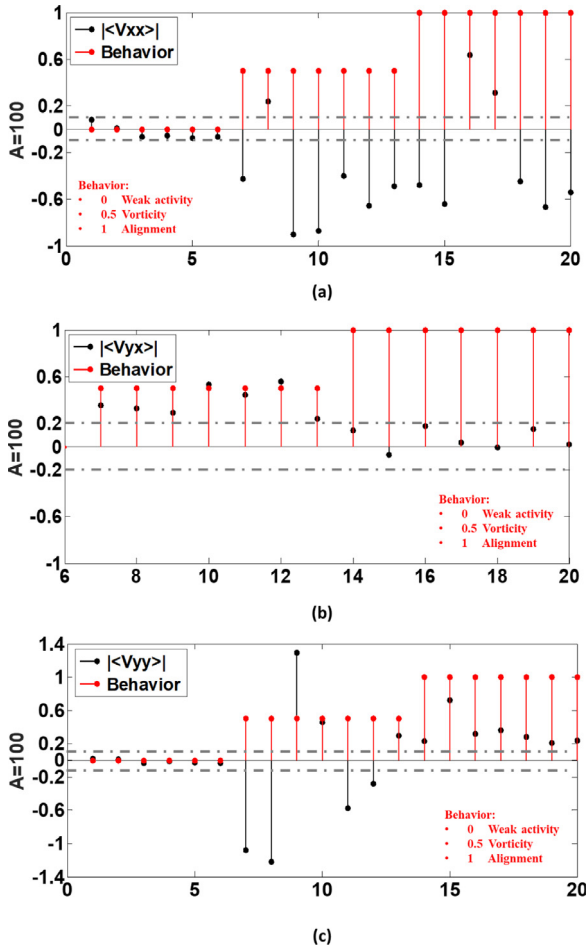 |<Vxx>|
Behavior
1
0.6
0.2
0
-0.2
-0.6
-1
A=100
Behavior:
• 0 Weak activity
• 0.5 Vorticity
• 1 Alignment
0 5 10 15 20
(a)
|<Vyx>|
Behavior
1
0.6
0.2
0
-0.2
-0.6
-1
A=100
Behavior:
• 0 Weak activity
• 0.5 Vorticity
• 1 Alignment
6 8 10 12 14 16 18 20
(b)
|<Vyy>|
Behavior
1.4
1
0.6
0.2
0
-0.2
-0.6
-1
-1.4
A=100
Behavior:
• 0 Weak activity
• 0.5 Vorticity
• 1 Alignment
0 5 10 15 20
(c)